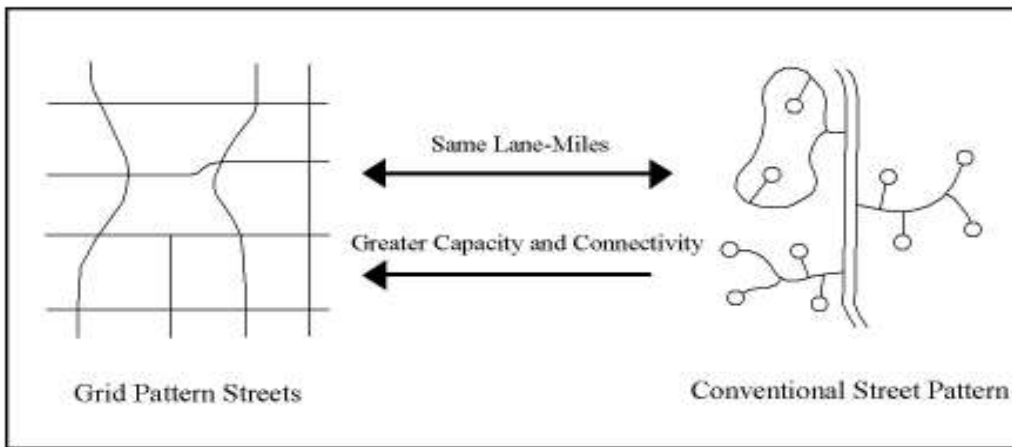 Same Lane-Miles
Greater Capacity and Connectivity
Grid Pattern Streets
Conventional Street Pattern